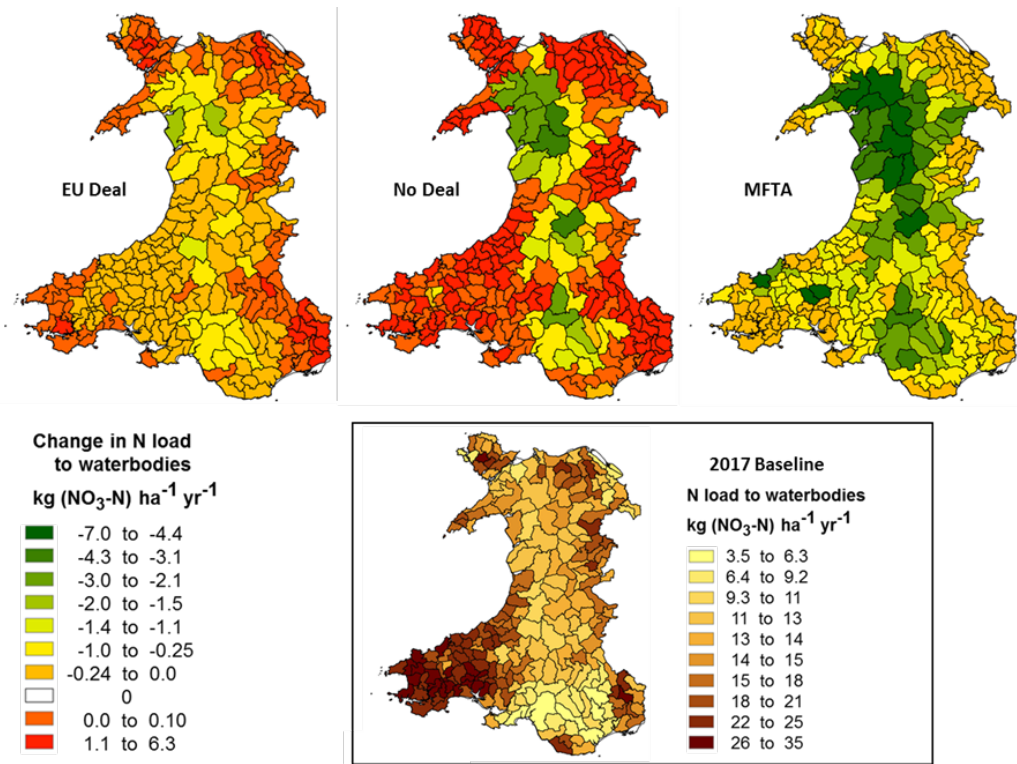 EU Deal
No Deal
MFTA
Change in N load
to waterbodies
kg (NO₃-N) ha⁻¹ yr⁻¹
-7.0 to -4.4
-4.3 to -3.1
-3.0 to -2.1
-2.0 to -1.5
-1.4 to -1.1
-1.0 to -0.25
-0.24 to 0.0
0
0.0 to 0.10
1.1 to 6.3
2017 Baseline
N load to waterbodies
kg (NO₃-N) ha⁻¹ yr⁻¹
3.5 to 6.3
6.4 to 9.2
9.3 to 11
11 to 13
13 to 14
14 to 15
15 to 18
18 to 21
22 to 25
26 to 35